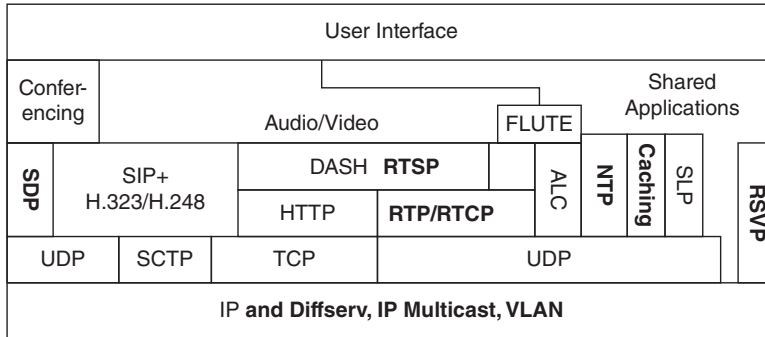 User Interface
Confer-
encing
Audio/Video
FLUTE
Shared
Applications
SDP
SIP+
H.323/H.248
DASH RTSP
HTTP
RTP/RTCP
ALC
NTP
Caching
SLP
RSVP
UDP
SCTP
TCP
UDP
IP and Diffserv, IP Multicast, VLAN